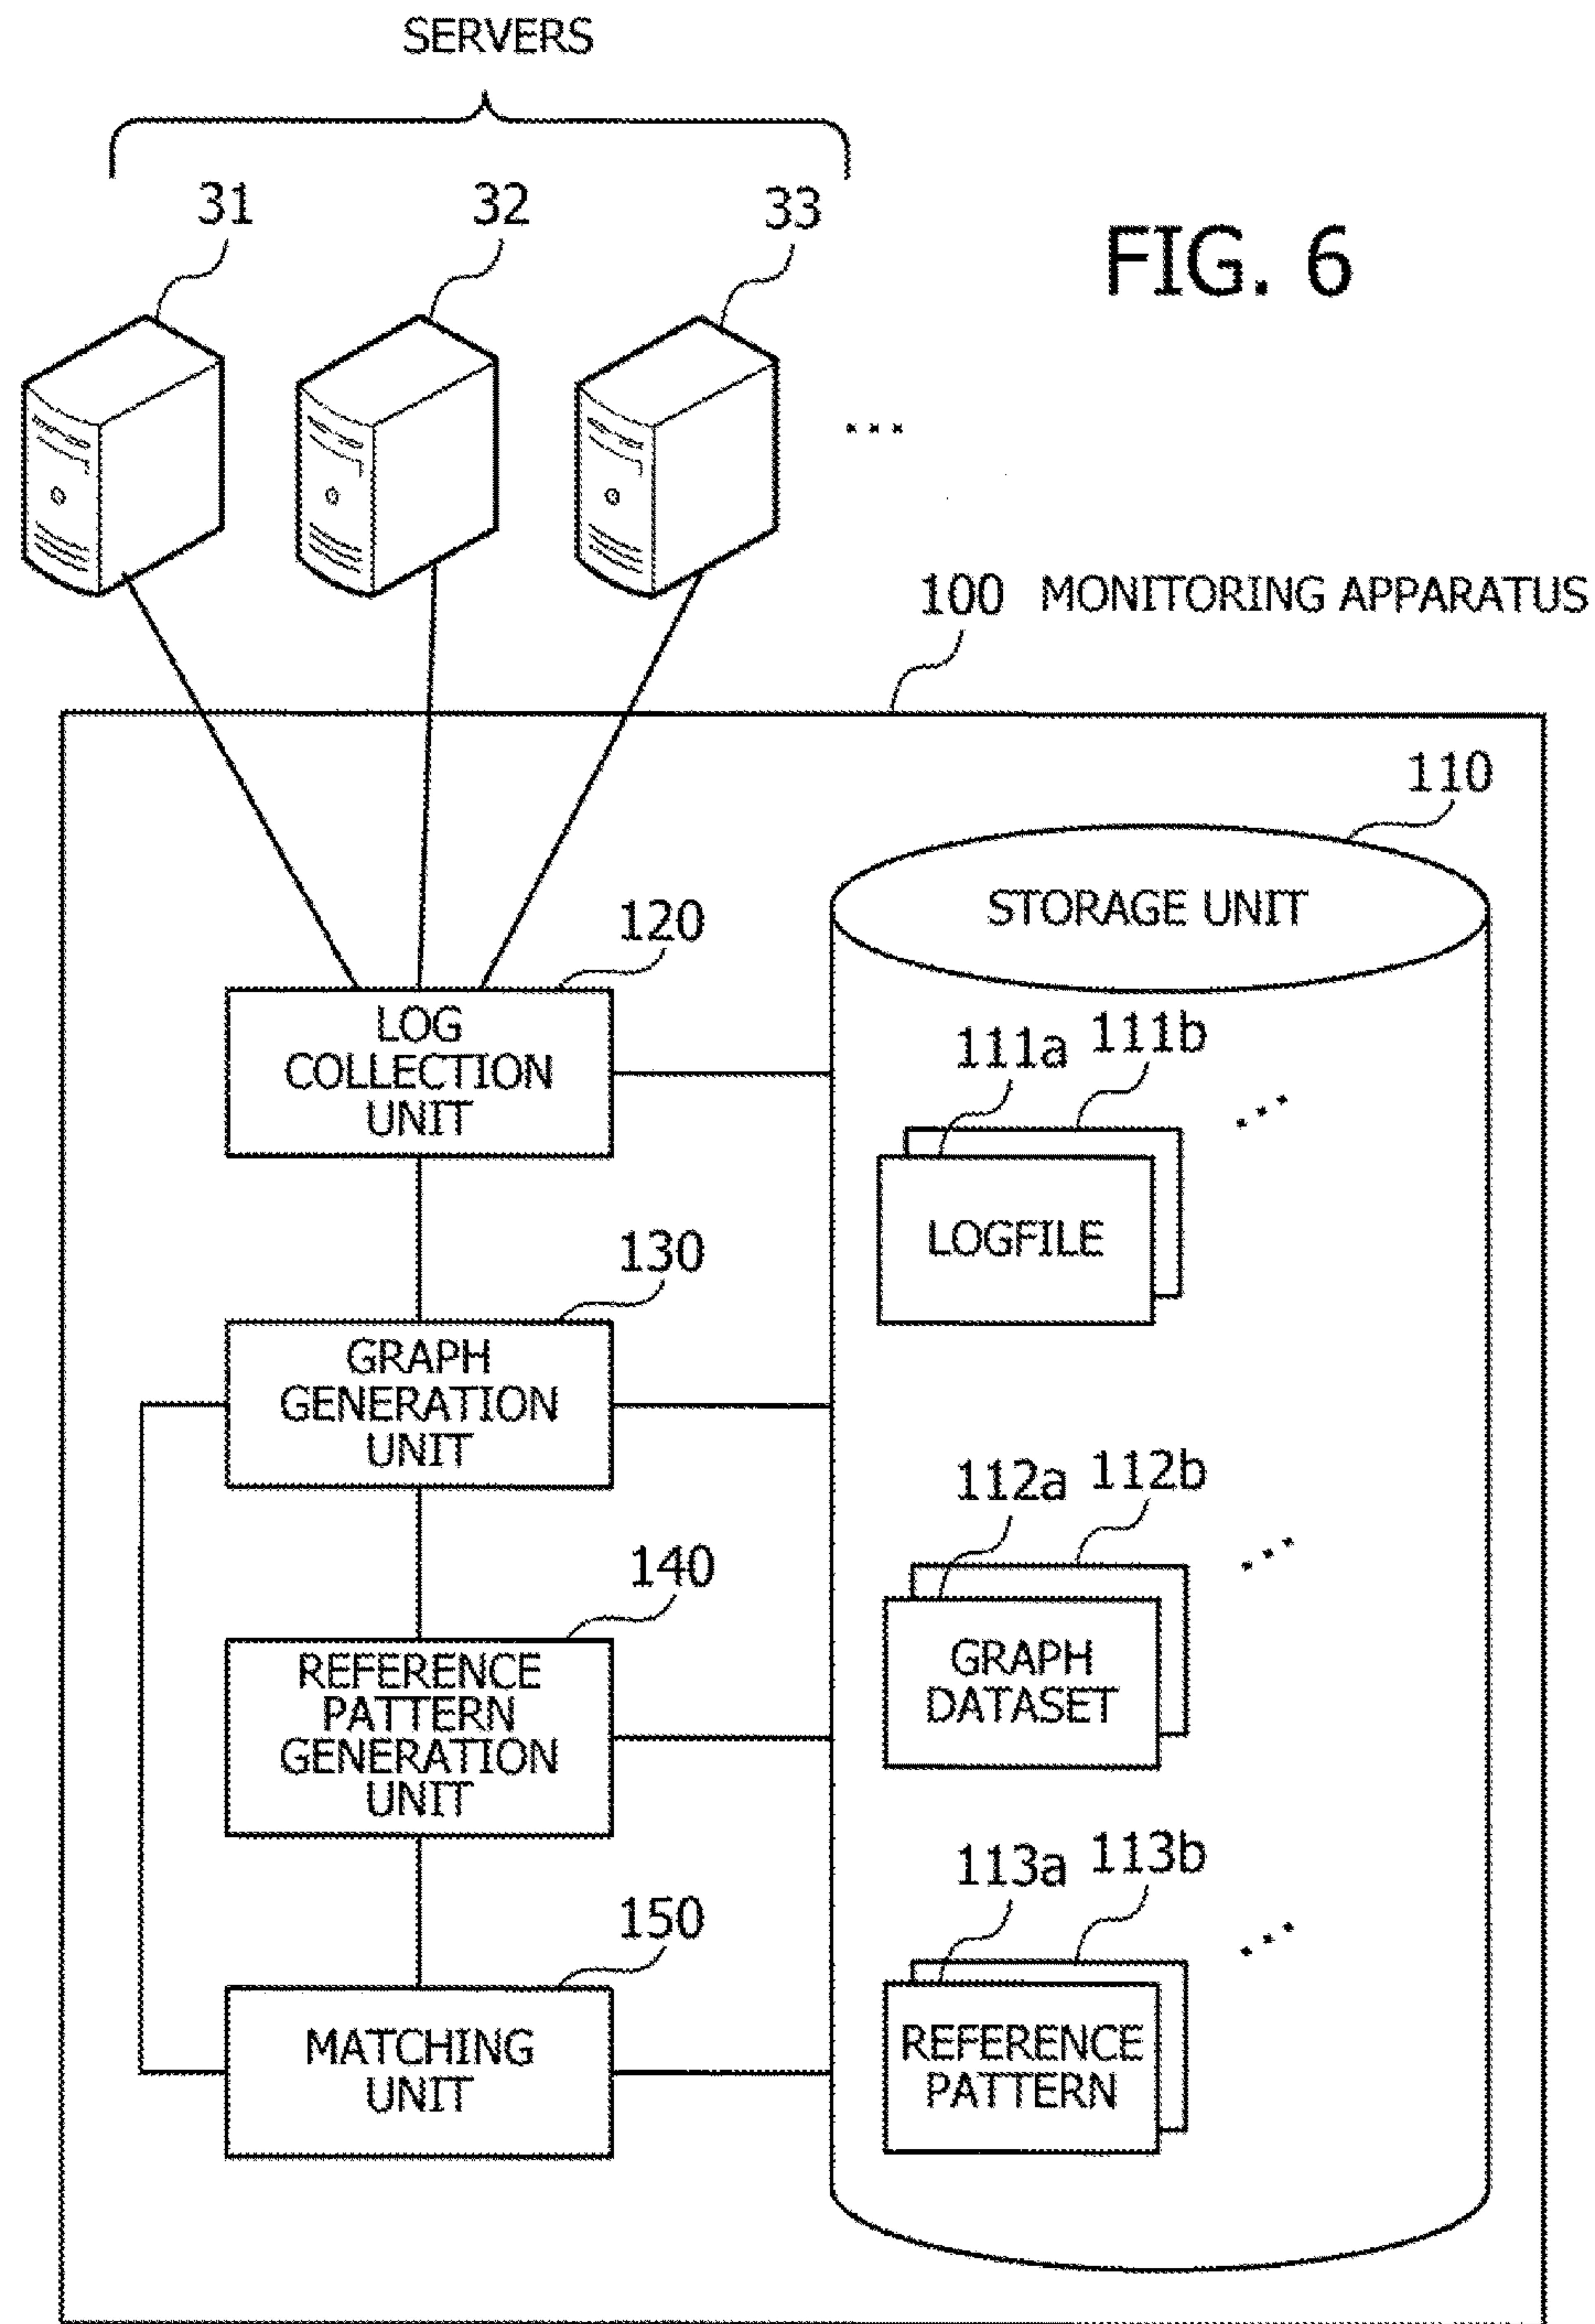 SERVERS
31
32
33
FIG. 6
...
100 MONITORING APPARATUS
110
STORAGE UNIT
120
LOG
COLLECTION
UNIT
111a
111b
...
LOGFILE
130
GRAPH
GENERATION
UNIT
112a
112b
...
GRAPH
DATASET
140
REFERENCE
PATTERN
GENERATION
UNIT
113a
113b
...
REFERENCE
PATTERN
150
MATCHING
UNIT